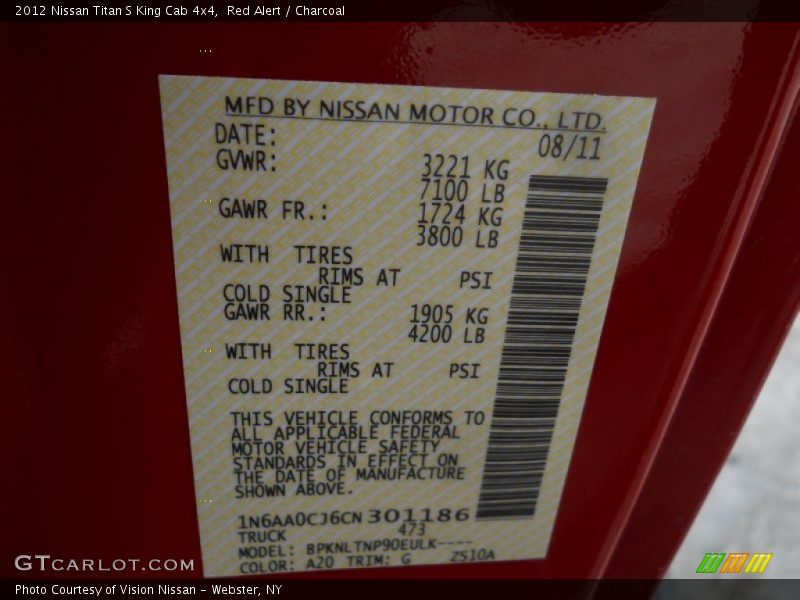 2012 Nissan Titan S King Cab 4x4,  Red Alert / Charcoal
MFD BY NISSAN MOTOR CO., LTD.
DATE: 08/11
GVWR: 3221 KG
7100 LB
GAWR FR.: 1724 KG
3800 LB
WITH TIRES
RIMS AT PSI
COLD SINGLE
GAWR RR.: 1905 KG
4200 LB
WITH TIRES
RIMS AT PSI
COLD SINGLE
THIS VEHICLE CONFORMS TO
ALL APPLICABLE FEDERAL
MOTOR VEHICLE SAFETY
STANDARDS IN EFFECT ON
THE DATE OF MANUFACTURE
SHOWN ABOVE.
1N6AA0CJ6CN301186
TRUCK 473
MODEL: BPKNLTNP90EULK----
COLOR: A20 TRIM: G ZS10A
GTCARLOT.COM
Photo Courtesy of Vision Nissan - Webster, NY